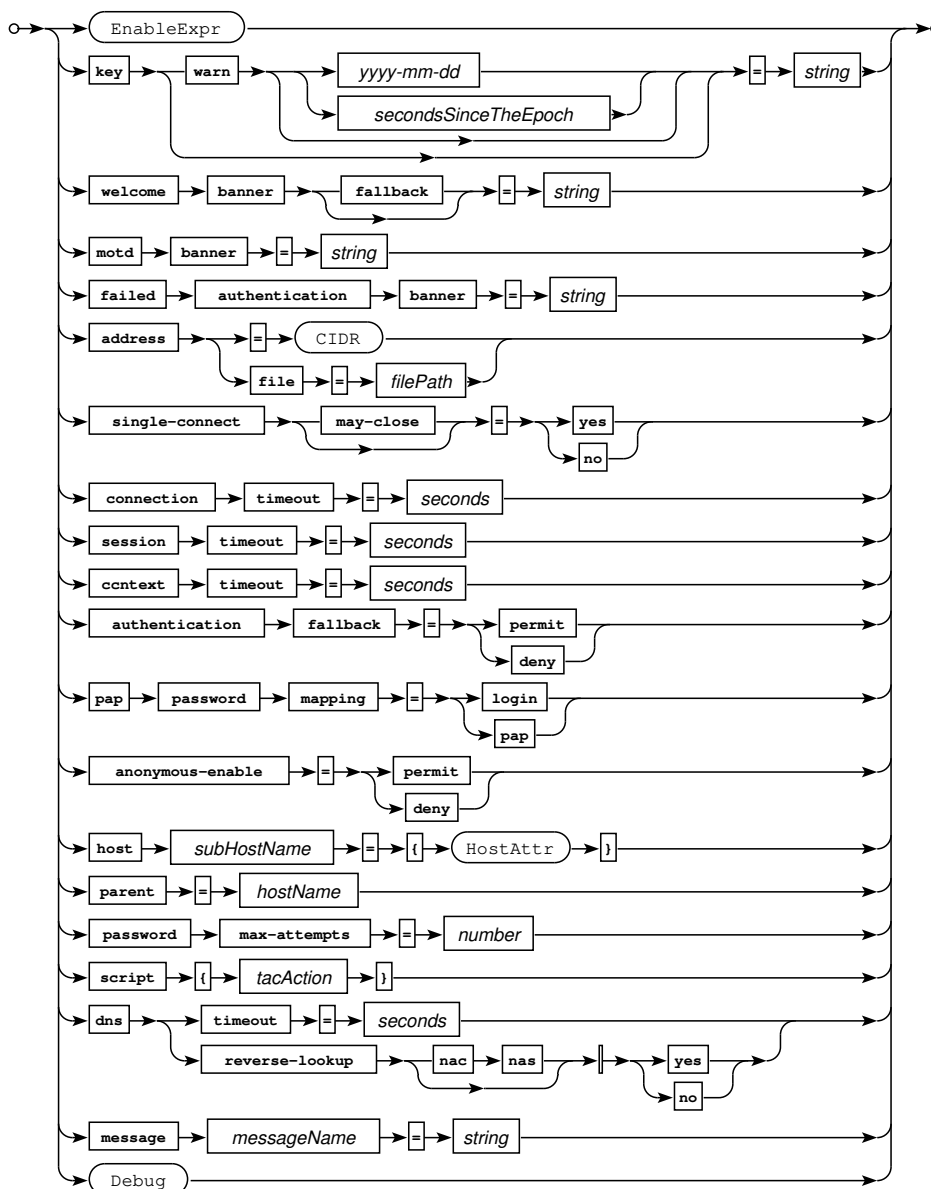 EnableExpr
key warn yyyy-mm-dd = string
secondsSinceTheEpoch
welcome banner fallback = string
motd banner = string
failed authentication banner = string
address = CIDR
file = filePath
single-connect may-close = yes
no
connection timeout = seconds
session timeout = seconds
ccntext timeout = seconds
authentication fallback = permit
deny
pap password mapping = login
pap
anonymous-enable = permit
deny
host subHostName = { HostAttr }
parent = hostName
password max-attempts = number
script { tacAction }
dns timeout = seconds
reverse-lookup nac nas yes
no
message messageName = string
Debug